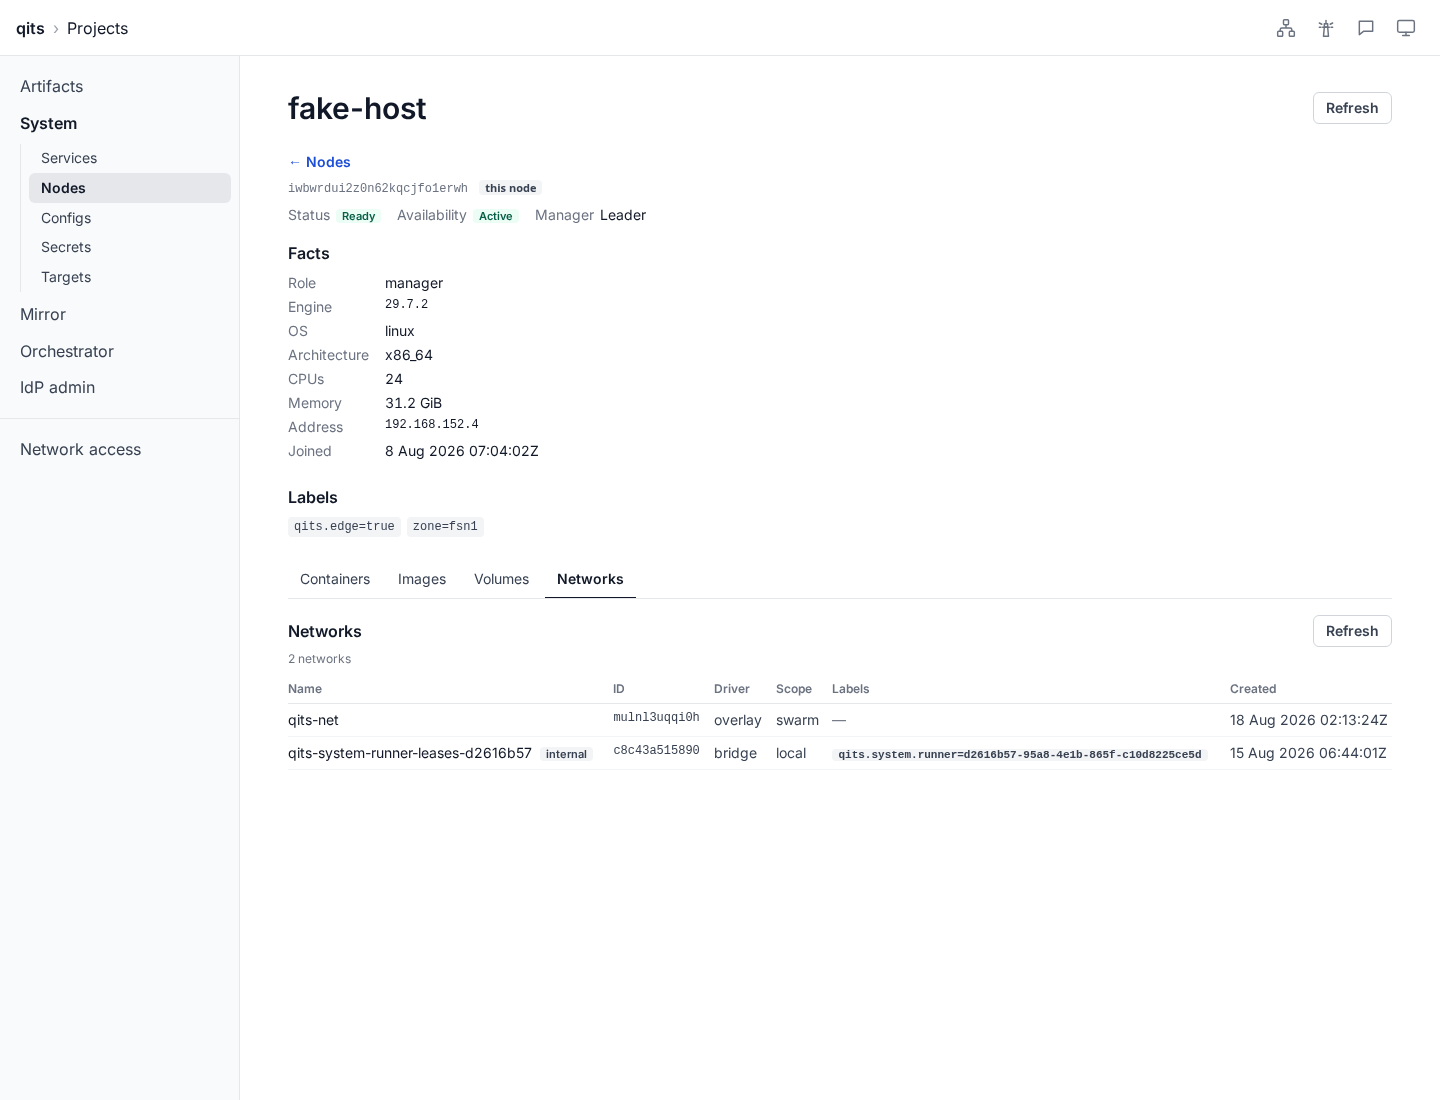 qits › Projects
Artifacts
System
Services
Nodes
Configs
Secrets
Targets
Mirror
Orchestrator
IdP admin
Network access
fake-host
Refresh
← Nodes
iwbwrdui2z0n62kqcjfo1erwh this node
Status Ready Availability Active Manager Leader
Facts
Role manager
Engine 29.7.2
OS linux
Architecture x86_64
CPUs 24
Memory 31.2 GiB
Address 192.168.152.4
Joined 8 Aug 2026 07:04:02Z
Labels
qits.edge=true zone=fsn1
Containers Images Volumes Networks
Networks
Refresh
2 networks
Name ID Driver Scope Labels Created
qits-net mulnl3uqqi0h overlay swarm — 18 Aug 2026 02:13:24Z
qits-system-runner-leases-d2616b57 internal c8c43a515890 bridge local qits.system.runner=d2616b57-95a8-4e1b-865f-c10d8225ce5d 15 Aug 2026 06:44:01Z